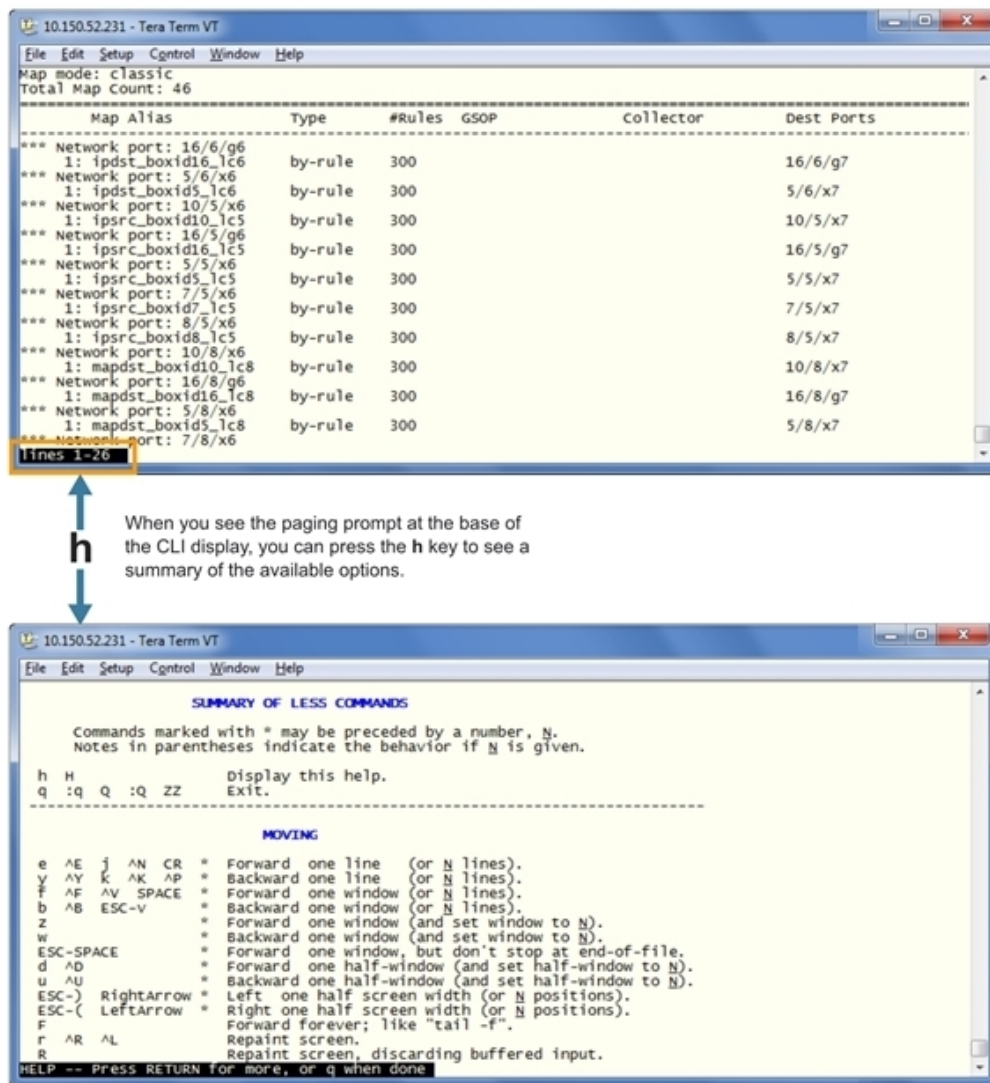 10.150.52.231 - Tera Term VT
File Edit Setup Control Window Help
Map mode: classic
Total Map Count: 46
Map Alias Type #Rules GSOP Collector Dest Ports
*** Network port: 16/6/g6
1: ipdst_boxid16_lc6 by-rule 300 16/6/g7
*** Network port: 5/6/x6
1: ipdst_boxid5_lc6 by-rule 300 5/6/x7
*** Network port: 10/5/x6
1: ipsrc_boxid10_lc5 by-rule 300 10/5/x7
*** Network port: 16/5/g6
1: ipsrc_boxid16_lc5 by-rule 300 16/5/g7
*** Network port: 5/5/x6
1: ipsrc_boxid5_lc5 by-rule 300 5/5/x7
*** Network port: 7/5/x6
1: ipsrc_boxid7_lc5 by-rule 300 7/5/x7
*** Network port: 8/5/x6
1: ipsrc_boxid8_lc5 by-rule 300 8/5/x7
*** Network port: 10/8/x6
1: mapdst_boxid10_lc8 by-rule 300 10/8/x7
*** Network port: 16/8/g6
1: mapdst_boxid16_lc8 by-rule 300 16/8/g7
*** Network port: 5/8/x6
1: mapdst_boxid5_lc8 by-rule 300 5/8/x7
*** Network port: 7/8/x6
lines 1-26
h
When you see the paging prompt at the base of
the CLI display, you can press the h key to see a
summary of the available options.
10.150.52.231 - Tera Term VT
File Edit Setup Control Window Help
SUMMARY OF LESS COMMANDS
Commands marked with * may be preceded by a number, N.
Notes in parentheses indicate the behavior if N is given.
h H Display this help.
q :q Q :Q ZZ Exit.
MOVING
e ^E j ^N CR * Forward one line (or N lines).
y ^Y k ^K ^P * Backward one line (or N lines).
f ^F ^V SPACE * Forward one window (or N lines).
b ^B ESC-v * Backward one window (or N lines).
z * Forward one window (and set window to N).
w * Backward one window (and set window to N).
ESC-SPACE * Forward one window, but don't stop at end-of-file.
d ^D * Forward one half-window (and set half-window to N).
u ^U * Backward one half-window (and set half-window to N).
ESC-) RightArrow * Left one half screen width (or N positions).
ESC-( LeftArrow * Right one half screen width (or N positions).
F Forward forever; like "tail -f".
r ^R ^L Repaint screen.
R Repaint screen, discarding buffered input.
HELP -- Press RETURN for more, or q when done